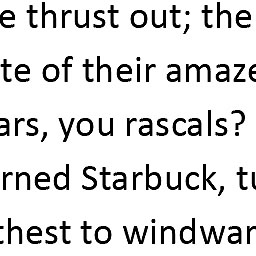 e thrust out; the
te of their amaze
ars, you rascals?
rned Starbuck, tu
thest to windwar